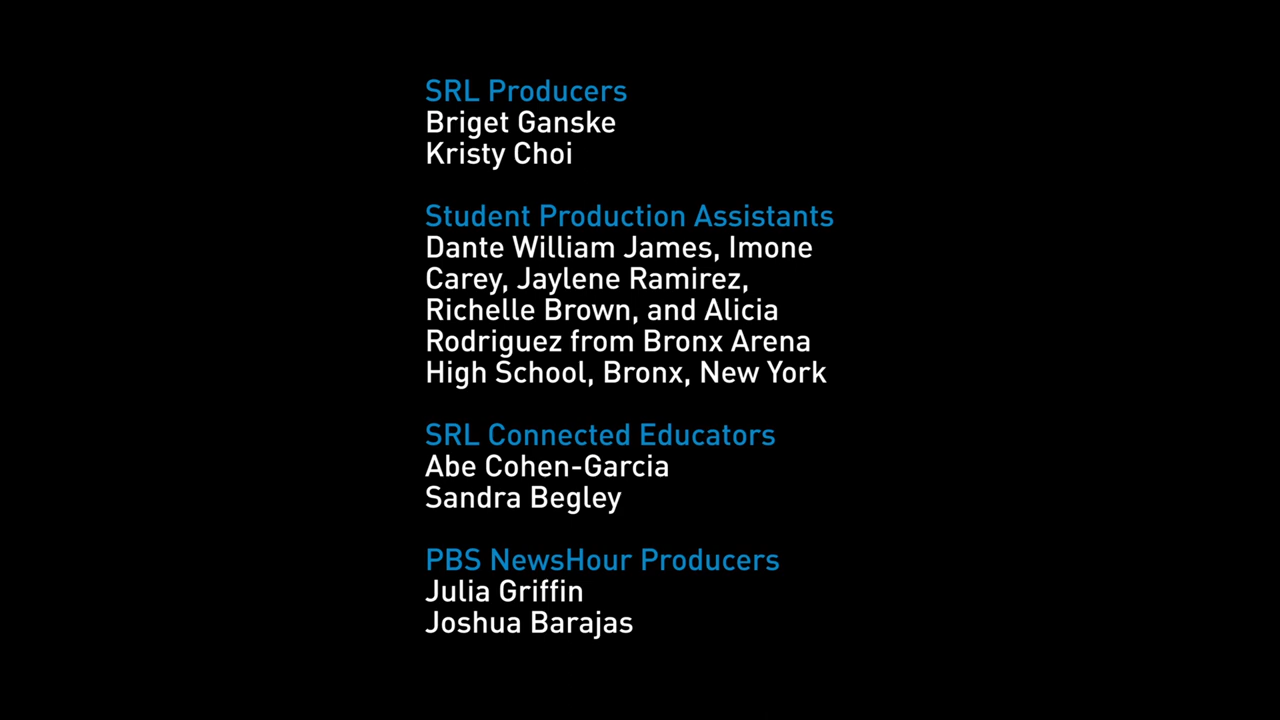 SRL Producers
Briget Ganske
Kristy Choi
Student Production Assistants
Dante William James, Imone
Carey, Jaylene Ramirez,
Richelle Brown, and Alicia
Rodriguez from Bronx Arena
High School, Bronx, New York
SRL Connected Educators
Abe Cohen-Garcia
Sandra Begley
PBS NewsHour Producers
Julia Griffin
Joshua Barajas